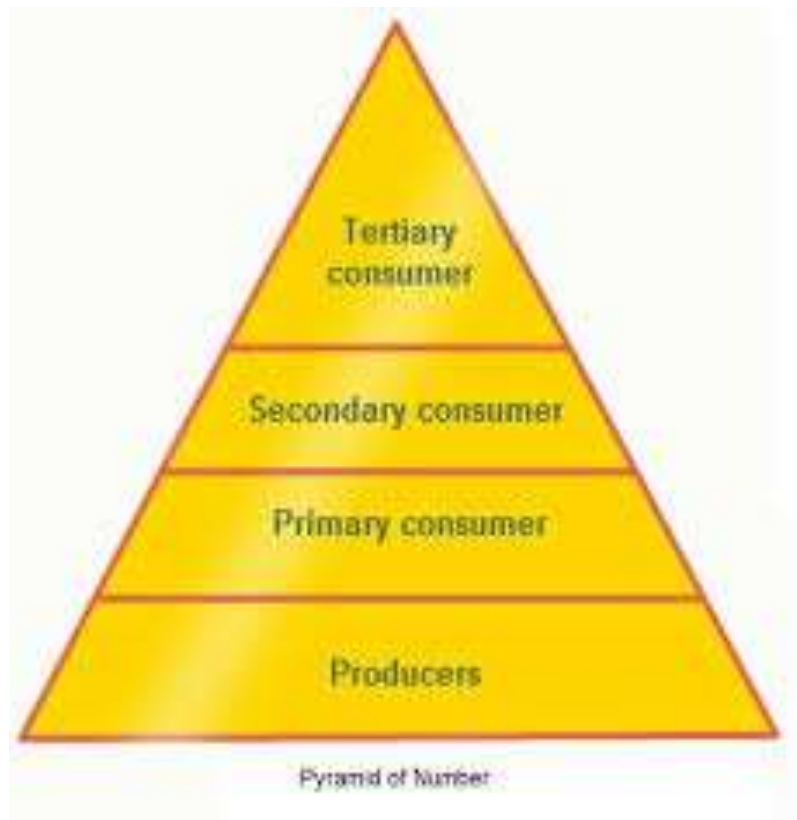 Tertiary
consumer
Secondary consumer
Primary consumer
Producers
Pyramid of Number